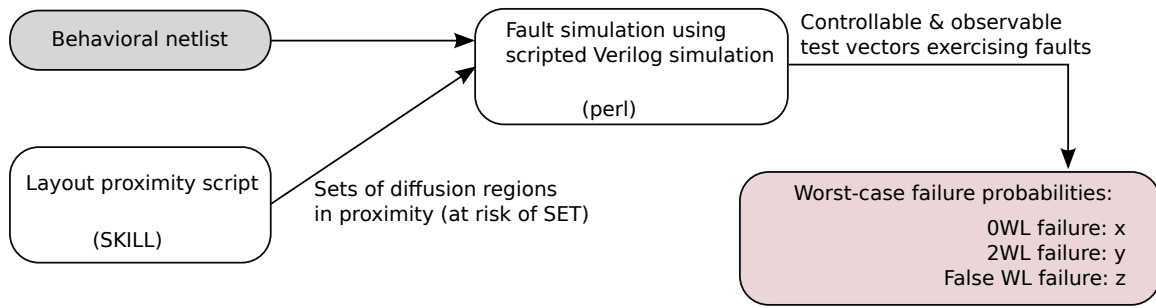 Behavioral netlist
Fault simulation using
scripted Verilog simulation
(perl)
Controllable & observable
test vectors exercising faults
Layout proximity script
(SKILL)
Sets of diffusion regions
in proximity (at risk of SET)
Worst-case failure probabilities:
0WL failure: x
2WL failure: y
False WL failure: z